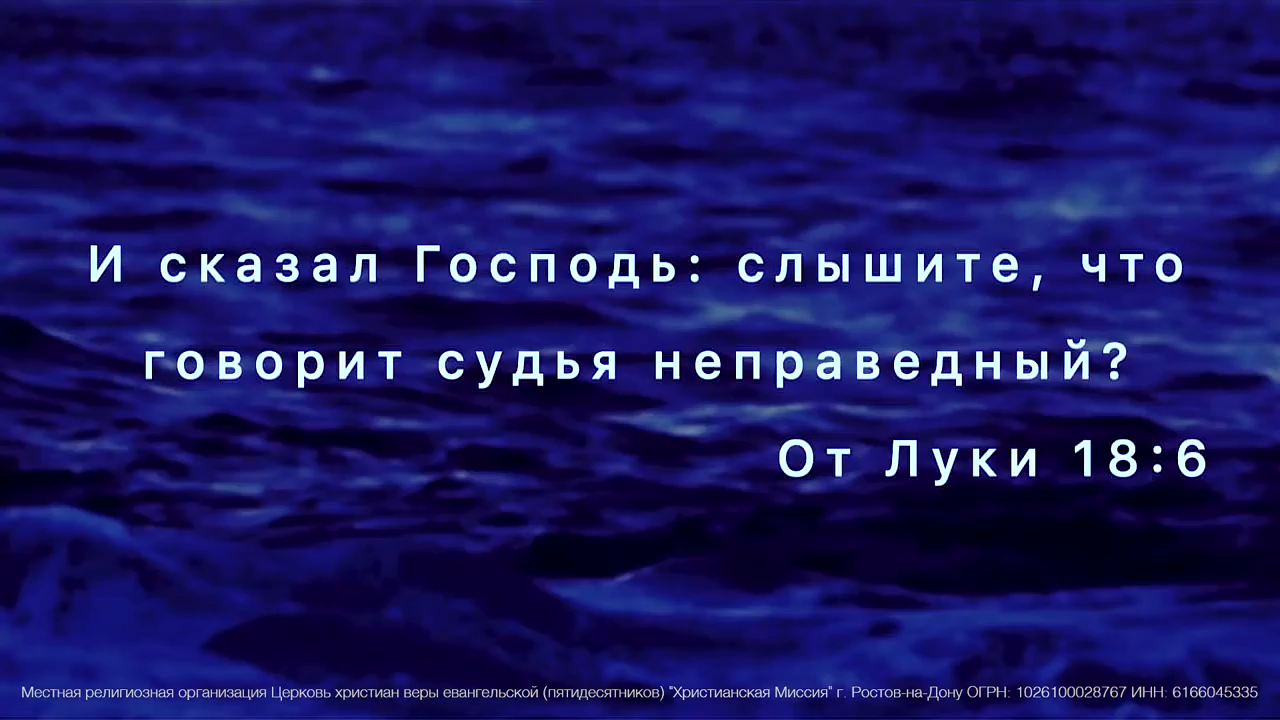 И сказал Господь: слышите, что
говорит судья неправедный?
От Луки 18:6
Местная религиозная организация Церковь христиан веры евангельской (пятидесятников) "Христианская Миссия" г. Ростов-на-Дону ОГРН: 1026100028767 ИНН: 6166045335